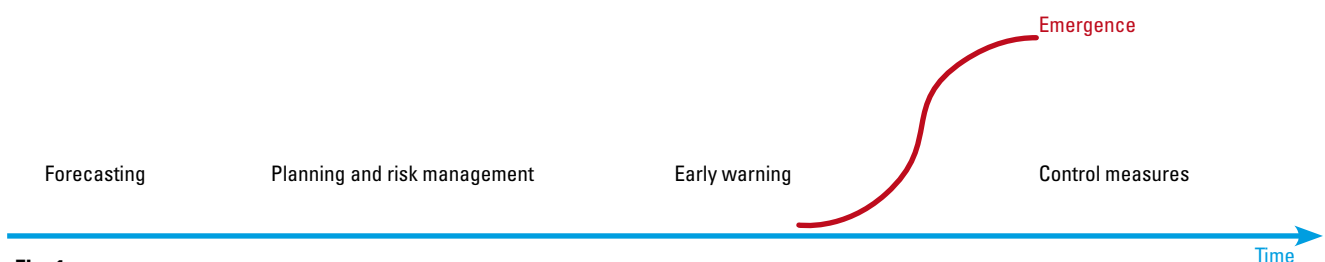 Emergence
Forecasting
Planning and risk management
Early warning
Control measures
Time